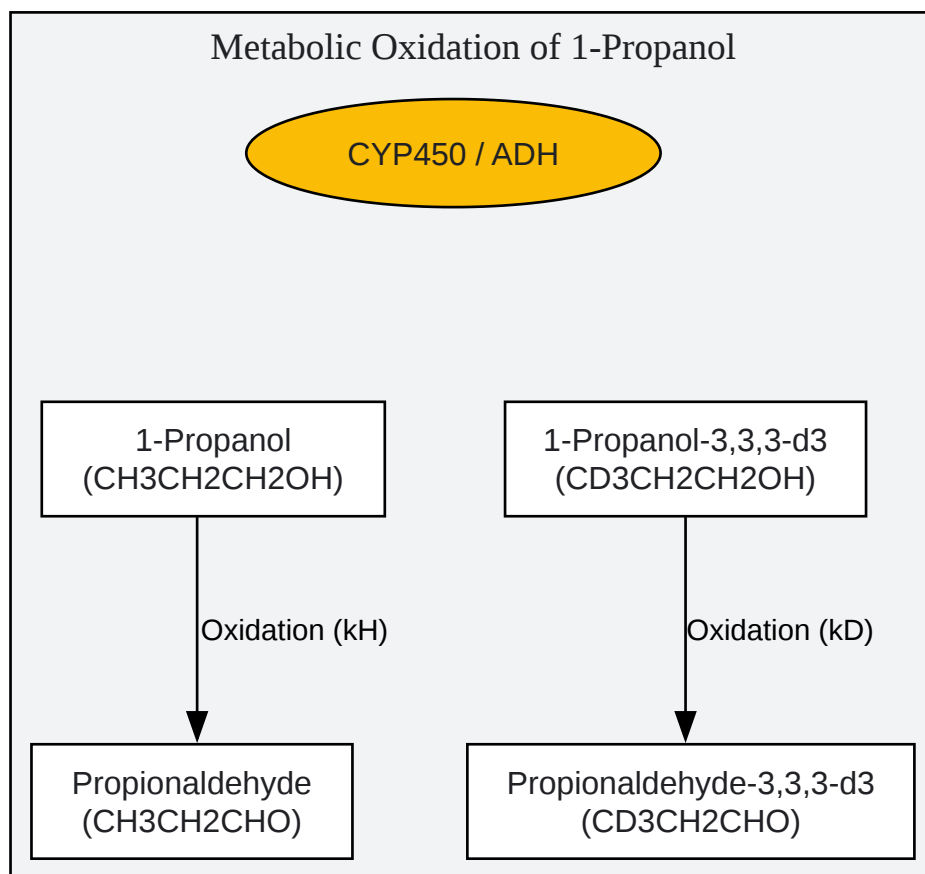 Metabolic Oxidation of 1-Propanol
CYP450 / ADH
1-Propanol
(CH3CH2CH2OH)
1-Propanol-3,3,3-d3
(CD3CH2CH2OH)
Oxidation (kH)
Oxidation (kD)
Propionaldehyde
(CH3CH2CHO)
Propionaldehyde-3,3,3-d3
(CD3CH2CHO)